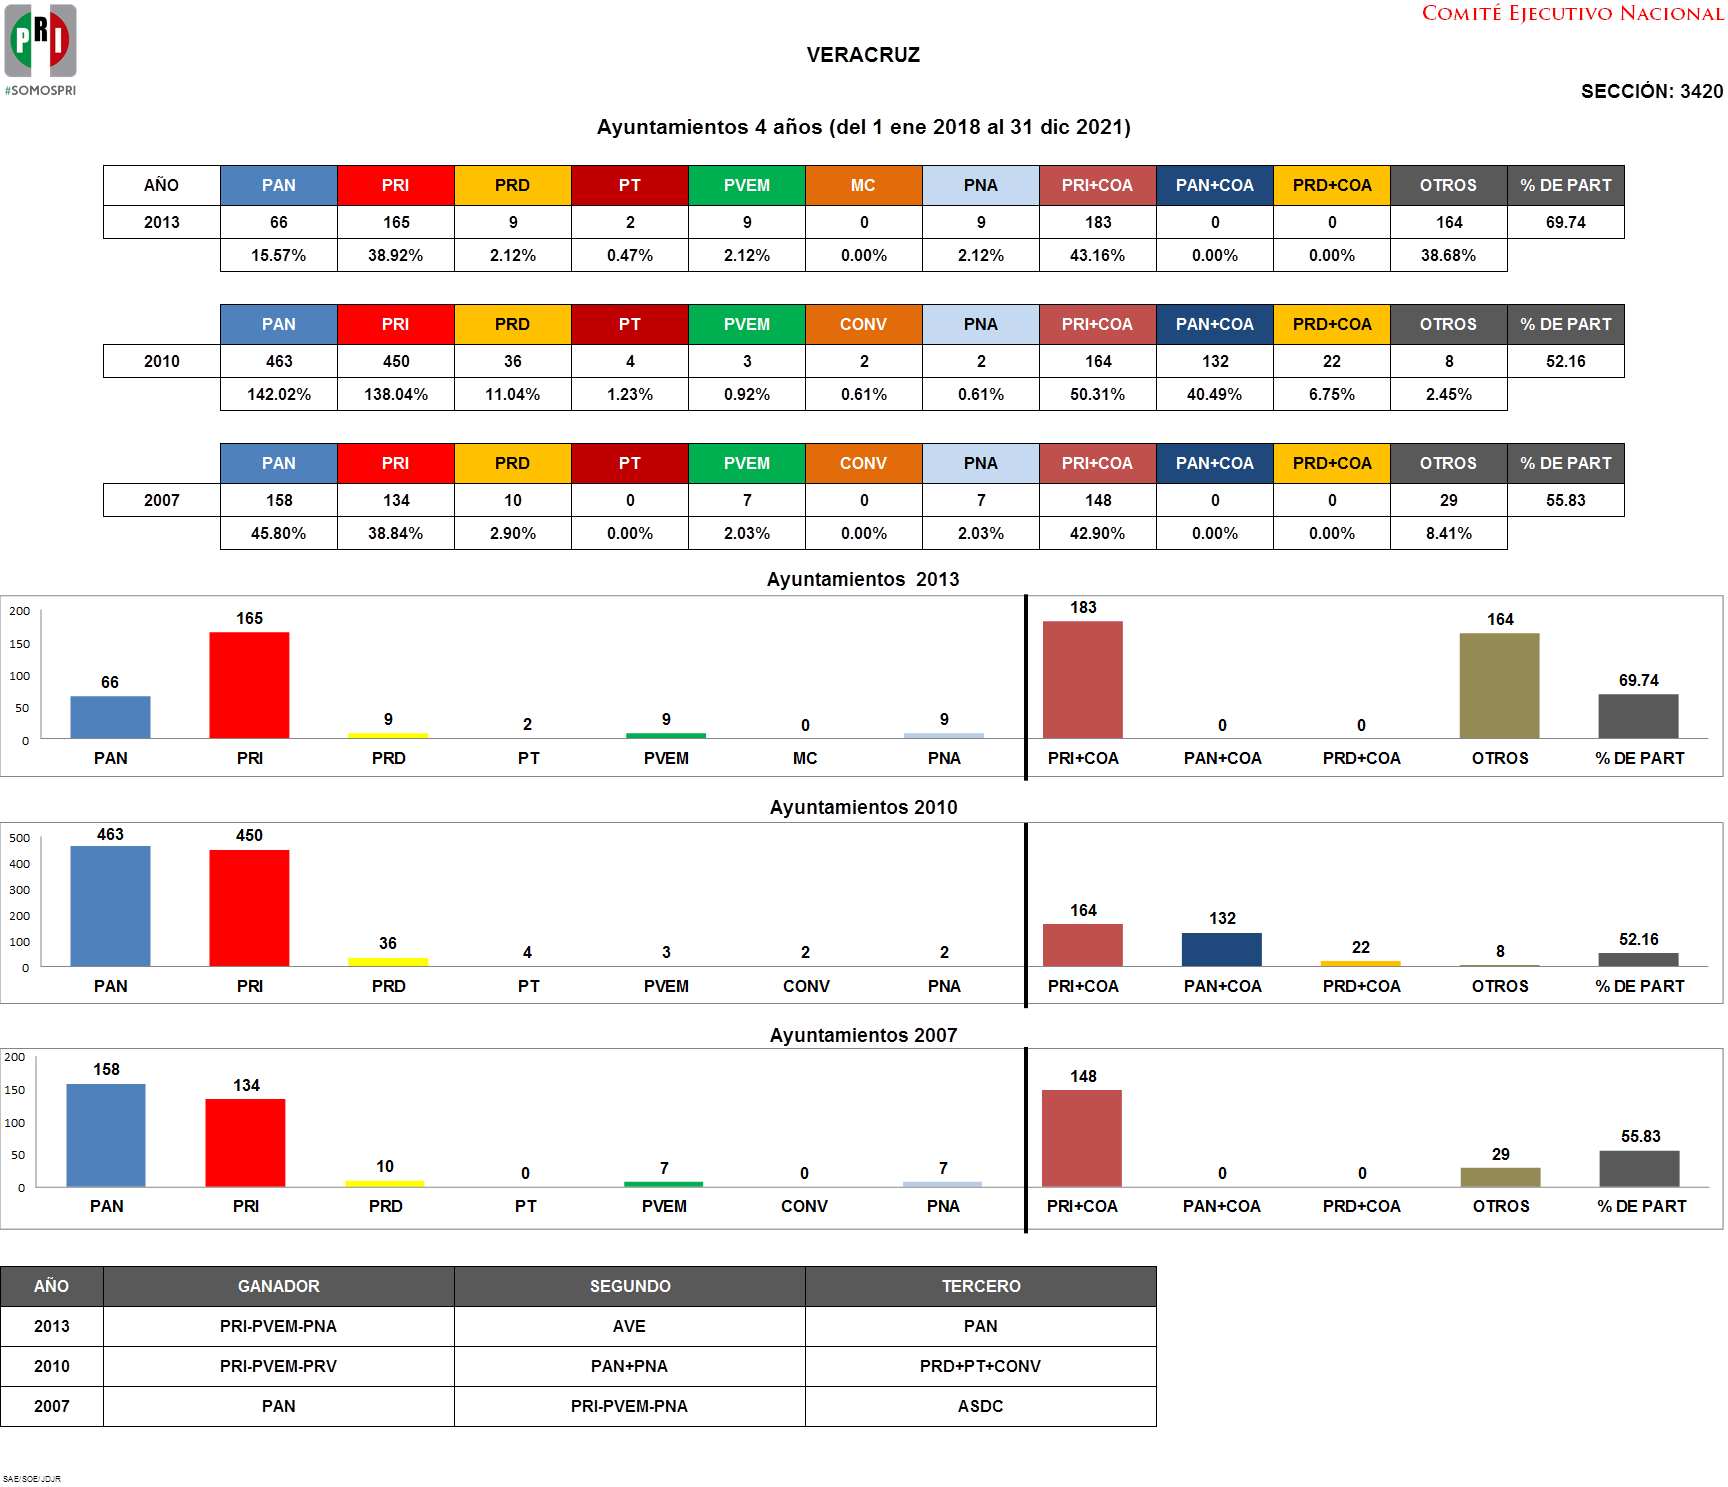 PRI
#SOMOSPRI
COMITÉ EJECUTIVO NACIONAL
VERACRUZ
SECCIÓN: 3420
Ayuntamientos 4 años (del 1 ene 2018 al 31 dic 2021)
AÑO PAN PRI PRD PT PVEM MC PNA PRI+COA PAN+COA PRD+COA OTROS % DE PART
2013 66 165 9 2 9 0 9 183 0 0 164 69.74
15.57% 38.92% 2.12% 0.47% 2.12% 0.00% 2.12% 43.16% 0.00% 0.00% 38.68%
PAN PRI PRD PT PVEM CONV PNA PRI+COA PAN+COA PRD+COA OTROS % DE PART
2010 463 450 36 4 3 2 2 164 132 22 8 52.16
142.02% 138.04% 11.04% 1.23% 0.92% 0.61% 0.61% 50.31% 40.49% 6.75% 2.45%
PAN PRI PRD PT PVEM CONV PNA PRI+COA PAN+COA PRD+COA OTROS % DE PART
2007 158 134 10 0 7 0 7 148 0 0 29 55.83
45.80% 38.84% 2.90% 0.00% 2.03% 0.00% 2.03% 42.90% 0.00% 0.00% 8.41%
Ayuntamientos 2013
200
150
100
50
0
66 165 9 2 9 0 9 183 0 0 164 69.74
PAN PRI PRD PT PVEM MC PNA PRI+COA PAN+COA PRD+COA OTROS % DE PART
Ayuntamientos 2010
500
400
300
200
100
0
463 450 36 4 3 2 2 164 132 22 8 52.16
PAN PRI PRD PT PVEM CONV PNA PRI+COA PAN+COA PRD+COA OTROS % DE PART
Ayuntamientos 2007
200
150
100
50
0
158 134 10 0 7 0 7 148 0 0 29 55.83
PAN PRI PRD PT PVEM CONV PNA PRI+COA PAN+COA PRD+COA OTROS % DE PART
AÑO GANADOR SEGUNDO TERCERO
2013 PRI-PVEM-PNA AVE PAN
2010 PRI-PVEM-PRV PAN+PNA PRD+PT+CONV
2007 PAN PRI-PVEM-PNA ASDC
SAE/SOE/JDJR